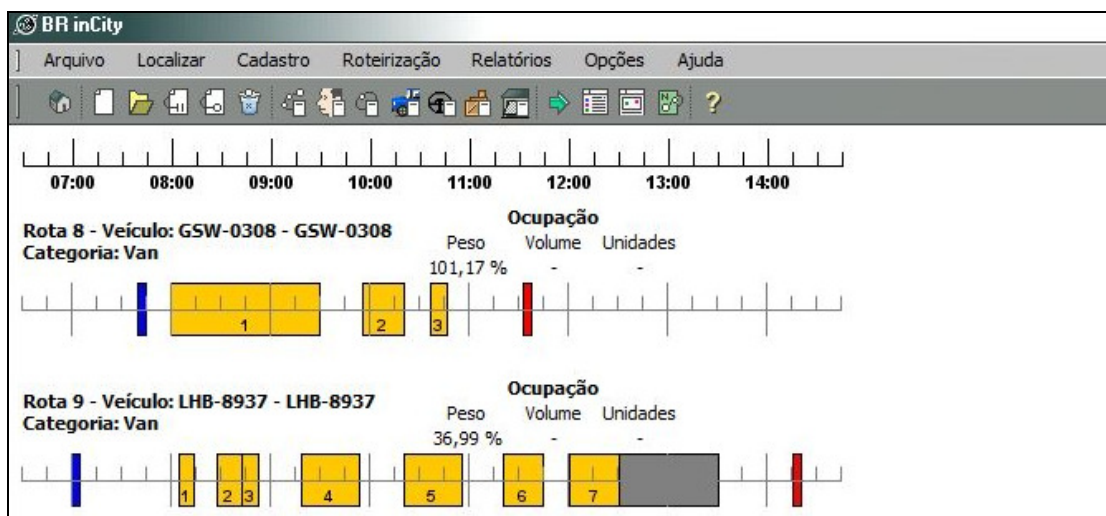 BR inCity
Arquivo Localizar Cadastro Roteirização Relatórios Opções Ajuda
07:00 08:00 09:00 10:00 11:00 12:00 13:00 14:00
Ocupação
Rota 8 - Veículo: GSW-0308 - GSW-0308
Peso Volume Unidades
Categoria: Van
101,17 % - -
1 2 3
Ocupação
Rota 9 - Veículo: LHB-8937 - LHB-8937
Peso Volume Unidades
Categoria: Van
36,99 % - -
1 2 3 4 5 6 7